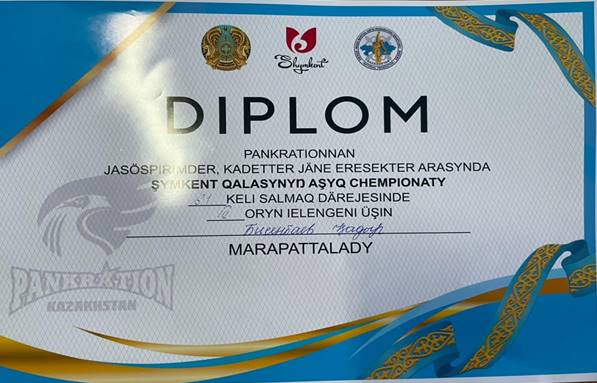 Shymkent
DIPLOM
PANKRATIONNAN
JASÖSPIRIMDER, KADETTER JÄNE ERESEKTER ARASYNDA
ŞYMKENT QALASYNYŊ AŞYQ CHEMPIONATY
KELI SALMAQ DÄREJESINDE
ORYN IELENGENI ÜŞIN
Бисенбаев
MARAPATTALADY
PANKRATION
KAZAKHSTAN